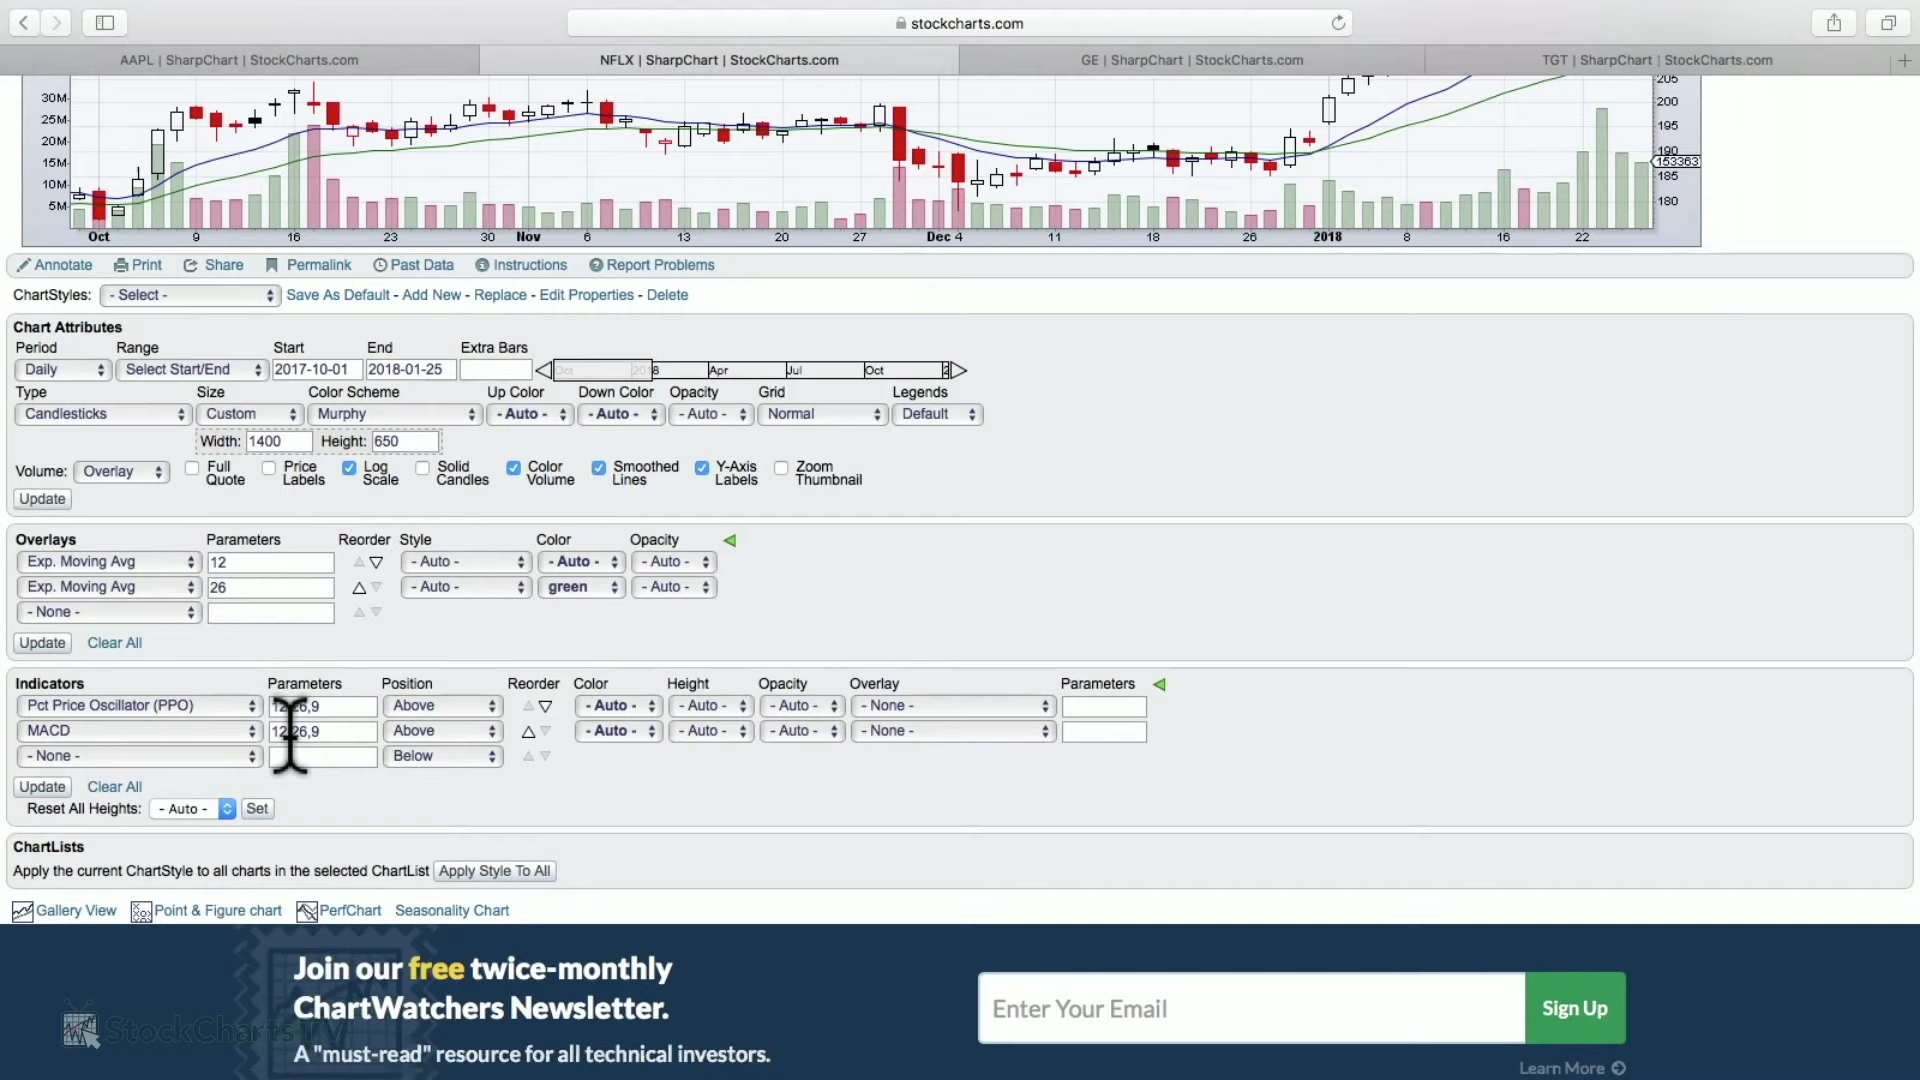 stockcharts.com
AAPL | SharpChart | StockCharts.com
NFLX | SharpChart | StockCharts.com
GE | SharpChart | StockCharts.com
TGT | SharpChart | StockCharts.com
30M
25M
20M
15M
10M
5M
205
200
195
190
153363
185
180
Oct 9 16 23 30 Nov 6 13 20 27 Dec 4 11 18 26 2018 8 16 22
Annotate Print Share Permalink Past Data Instructions Report Problems
ChartStyles: - Select - Save As Default - Add New - Replace - Edit Properties - Delete
Chart Attributes
Period Range Start End Extra Bars
Daily Select Start/End 2017-10-01 2018-01-25 Oct 2018 Apr Jul Oct 2
Type Size Color Scheme Up Color Down Color Opacity Grid Legends
Candlesticks Custom Murphy - Auto - - Auto - - Auto - Normal Default
Width: 1400 Height: 650
Volume: Overlay Full Quote Price Labels Log Scale Solid Candles Color Volume Smoothed Lines Y-Axis Labels Zoom Thumbnail
Update
Overlays Parameters Reorder Style Color Opacity
Exp. Moving Avg 12 - Auto - - Auto - - Auto -
Exp. Moving Avg 26 - Auto - green - Auto -
- None -
Update Clear All
Indicators Parameters Position Reorder Color Height Opacity Overlay Parameters
Pct Price Oscillator (PPO) 12,26,9 Above - Auto - - Auto - - Auto - - None -
MACD 12,26,9 Above - Auto - - Auto - - Auto - - None -
- None - Below
Update Clear All
Reset All Heights: - Auto - Set
ChartLists
Apply the current ChartStyle to all charts in the selected ChartList Apply Style To All
Gallery View Point & Figure chart PerfChart Seasonality Chart
Join our free twice-monthly
ChartWatchers Newsletter.
A "must-read" resource for all technical investors.
Enter Your Email Sign Up
Learn More
StockCharts TV